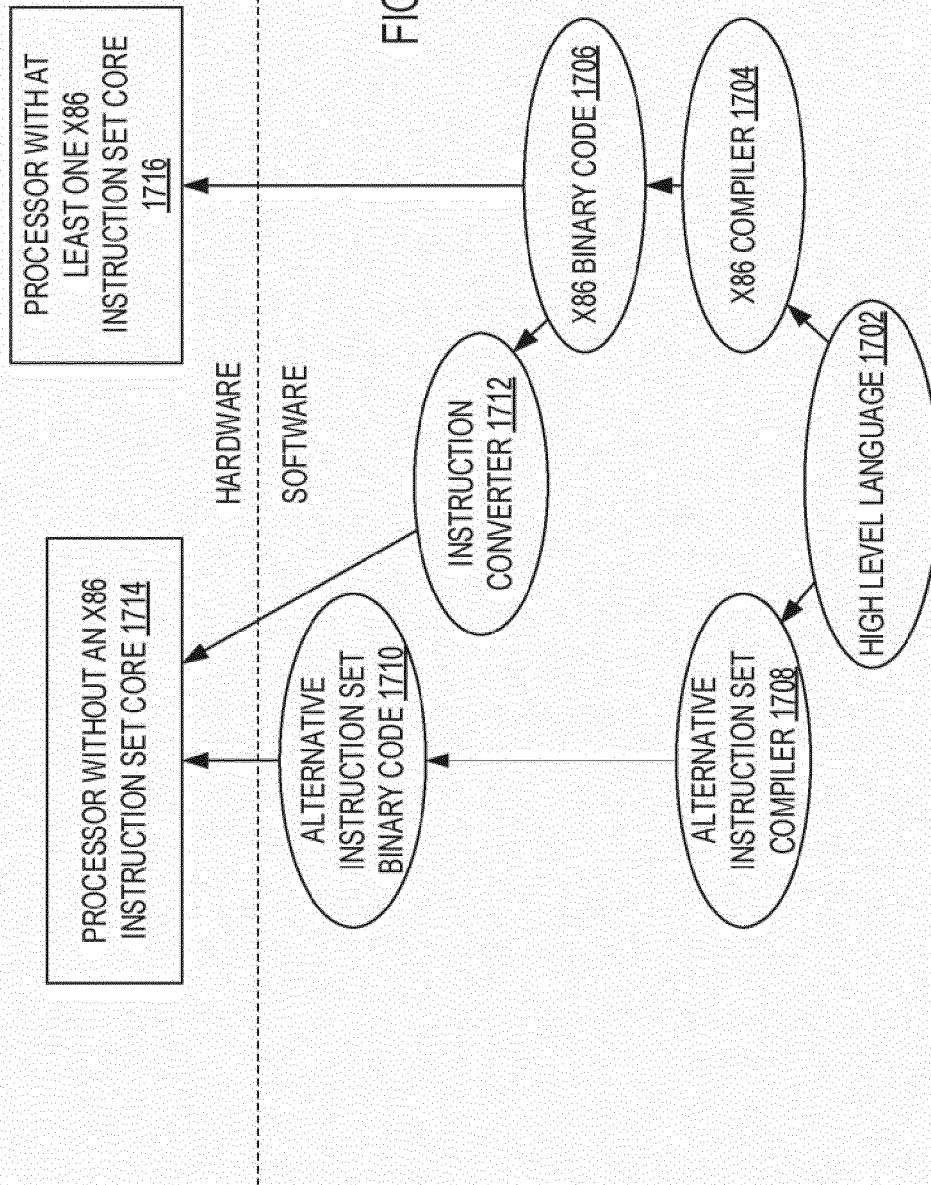 PROCESSOR WITHOUT AN X86
INSTRUCTION SET CORE 1714
PROCESSOR WITH AT
LEAST ONE X86
INSTRUCTION SET CORE
1716
HARDWARE
SOFTWARE
ALTERNATIVE
INSTRUCTION SET
BINARY CODE 1710
INSTRUCTION
CONVERTER 1712
X86 BINARY CODE 1706
ALTERNATIVE
INSTRUCTION SET
COMPILER 1708
X86 COMPILER 1704
HIGH LEVEL LANGUAGE 1702